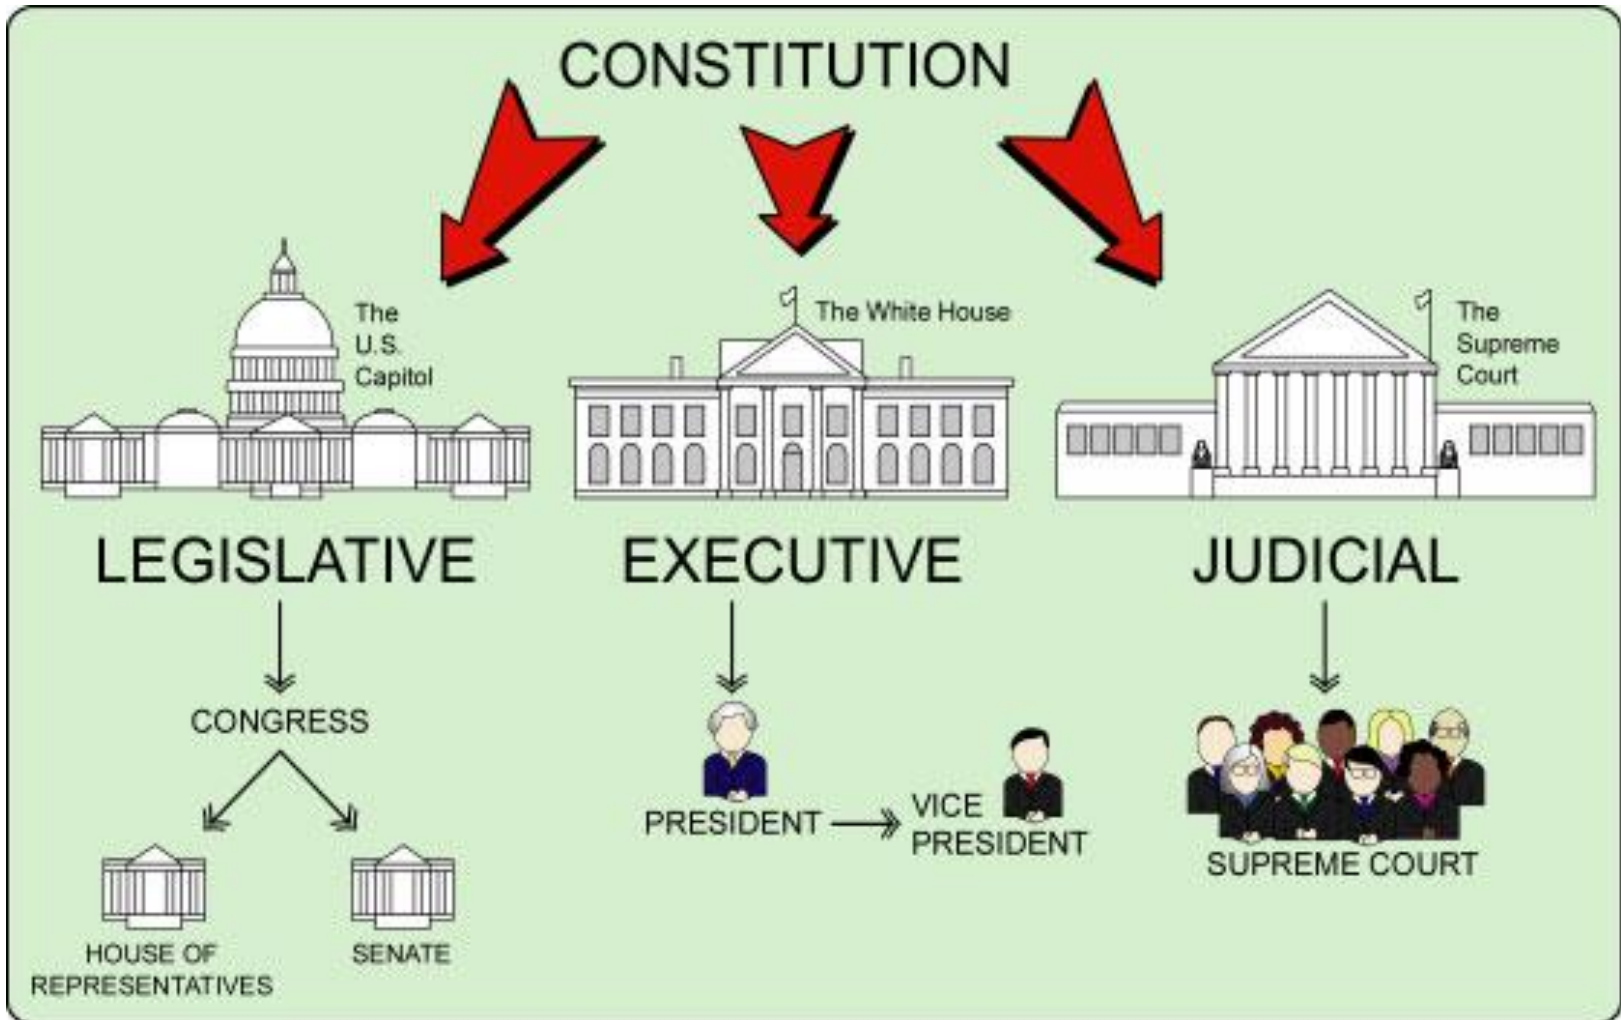 CONSTITUTION
The
U.S.
Capitol
The White House
The
Supreme
Court
LEGISLATIVE
EXECUTIVE
JUDICIAL
CONGRESS
HOUSE OF
REPRESENTATIVES
SENATE
PRESIDENT
VICE
PRESIDENT
SUPREME COURT